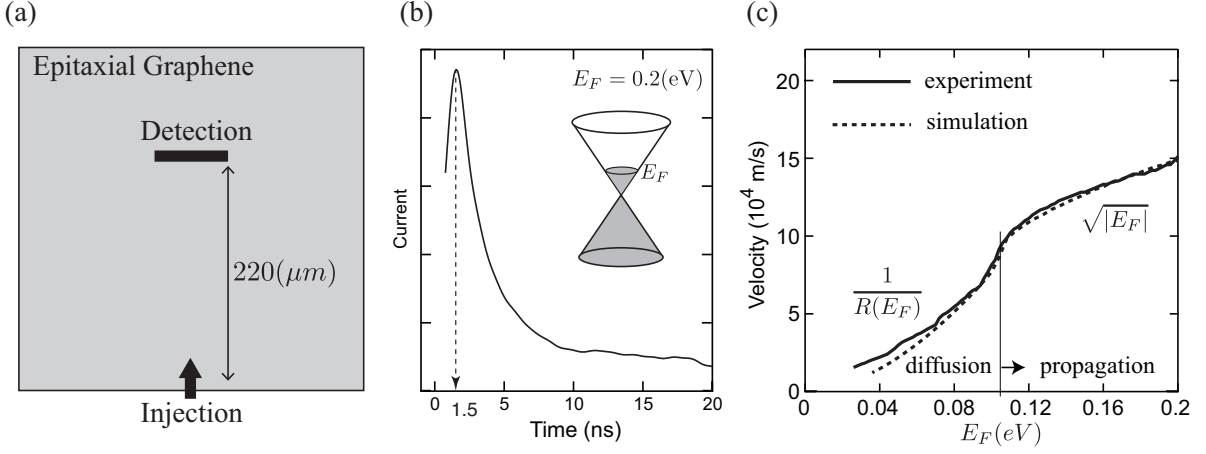 (a)
Epitaxial Graphene
Detection
220(μm)
Injection
(b)
E_F = 0.2(eV)
E_F
Current
0
1.5
5
10
15
20
Time (ns)
(c)
experiment
simulation
√|E_F|
1/R(E_F)
diffusion → propagation
Velocity (10⁴ m/s)
20
15
10
5
0
0
0.04
0.08
0.12
0.16
0.2
E_F(eV)